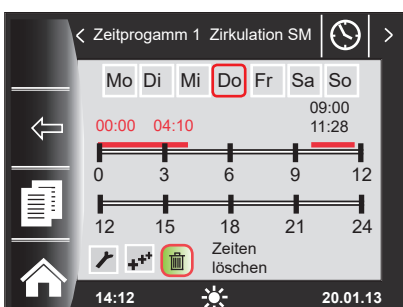 Zeitprogamm 1 Zirkulation SM
Mo Di Mi Do Fr Sa So
09:00
00:00 04:10 11:28
0 3 6 9 12
12 15 18 21 24
Zeiten
löschen
14:12 20.01.13